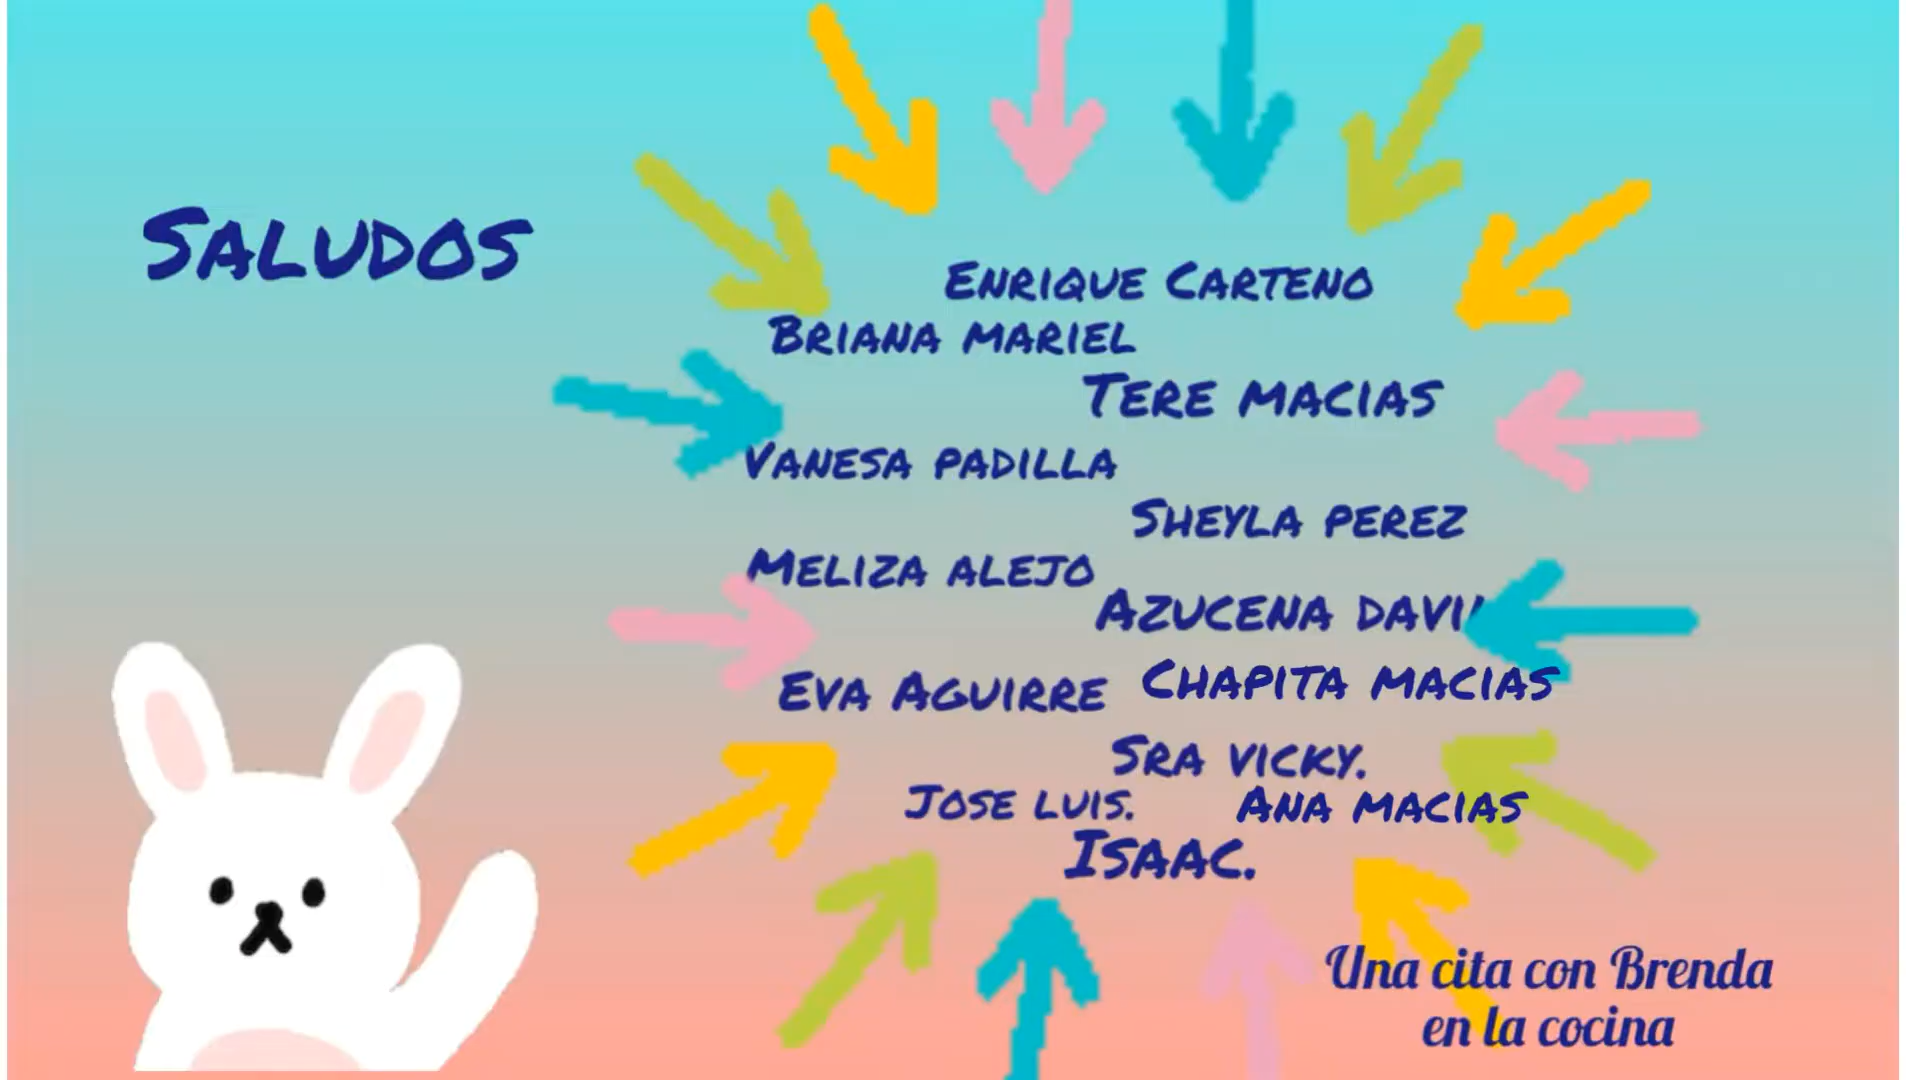 Saludos
Enrique Carteno
Briana mariel
Tere macias
Vanesa padilla
Sheyla perez
Meliza alejo
Azucena
Eva Aguirre
Chapita macias
Sra vicky.
Jose luis.
Ana macias
Isaac.
Una cita con Brenda
en la cocina